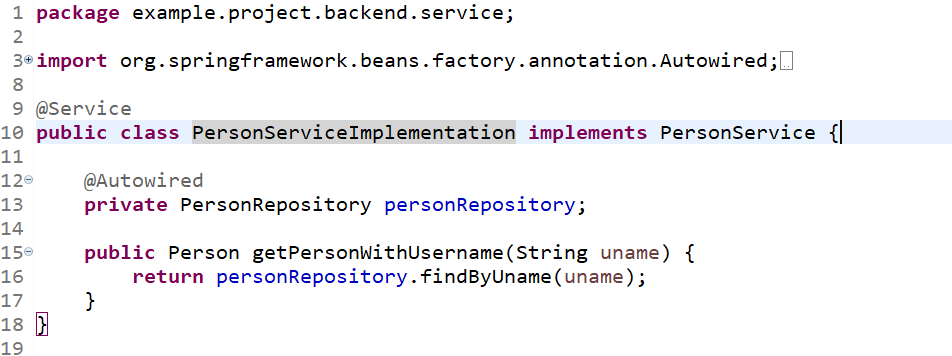 1 package example.project.backend.service;
2
3 import org.springframework.beans.factory.annotation.Autowired;
8
9 @Service
10 public class PersonServiceImplementation implements PersonService {
11
12 @Autowired
13 private PersonRepository personRepository;
14
15 public Person getPersonWithUsername(String uname) {
16 return personRepository.findByUname(uname);
17 }
18 }
19